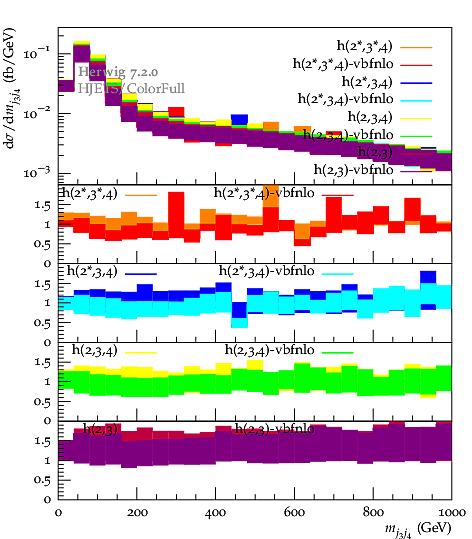 dσ/dm_{j3j4} (fb/GeV)
10⁻¹
10⁻²
10⁻³
Herwig 7.2.0
HJETS/ColorFull
h(2*,3*,4)
h(2*,3*,4)-vbfnlo
h(2*,3,4)
h(2*,3,4)-vbfnlo
h(2,3,4)
h(2,3,4)-vbfnlo
h(2,3)
h(2,3)-vbfnlo
h(2*,3*,4) h(2*,3*,4)-vbfnlo
1.5
1
0.5
0
h(2*,3,4) h(2*,3,4)-vbfnlo
1.5
1
0.5
0
h(2,3,4) h(2,3,4)-vbfnlo
1.5
1
0.5
0
h(2,3) h(2,3)-vbfnlo
1.5
1
0.5
0
0 200 400 600 800 1000
m_{j3j4} (GeV)